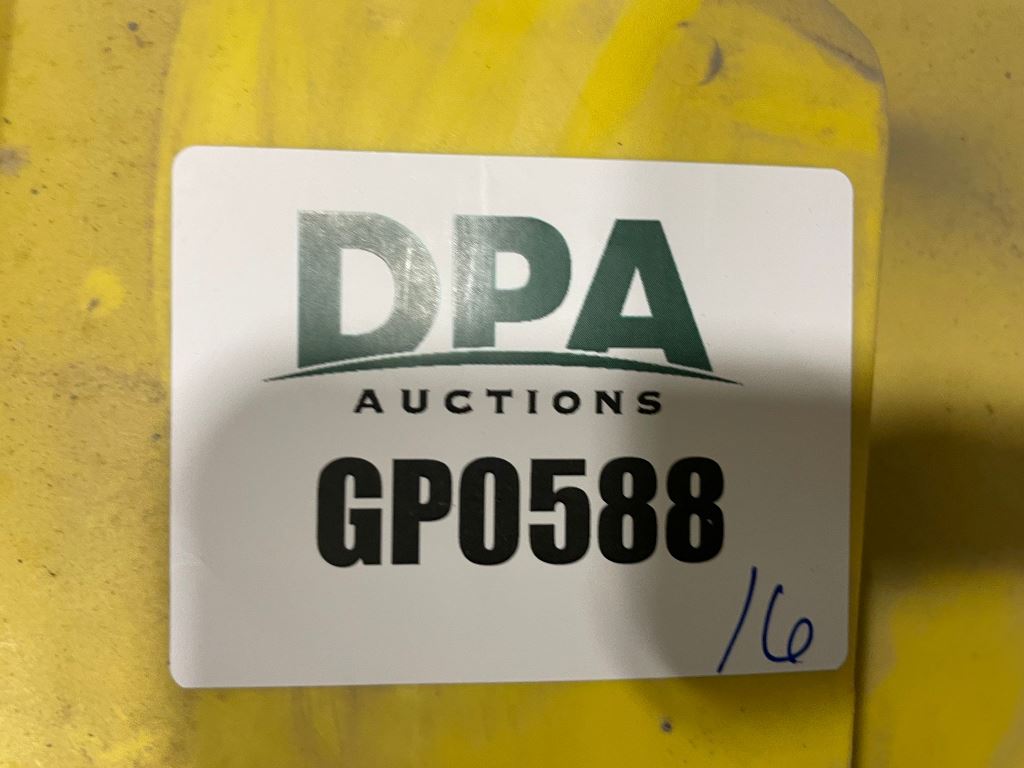 DPA
AUCTIONS
GP0588
16